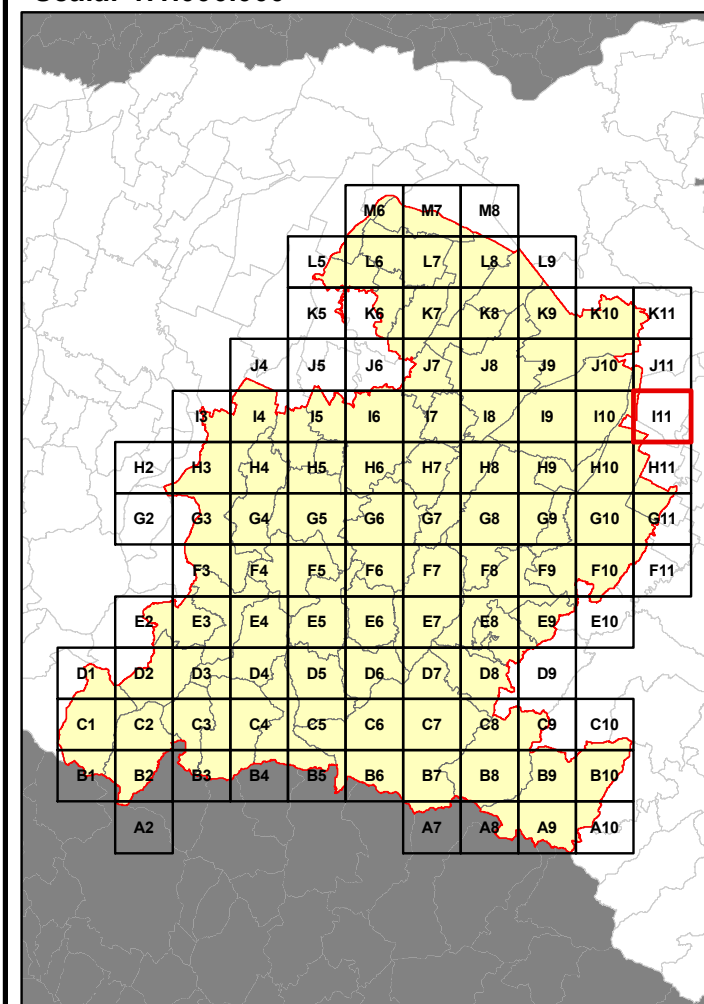 M6 M7 M8
L5 L6 L7 L8 L9
K5 K6 K7 K8 K9 K10 K11
J4 J5 J6 J7 J8 J9 J10 J11
I3 I4 I5 I6 I7 I8 I9 I10 I11
H2 H3 H4 H5 H6 H7 H8 H9 H10 H11
G2 G3 G4 G5 G6 G7 G8 G9 G10 G11
F3 F4 F5 F6 F7 F8 F9 F10 F11
E2 E3 E4 E5 E6 E7 E8 E9 E10
D1 D2 D3 D4 D5 D6 D7 D8 D9
C1 C2 C3 C4 C5 C6 C7 C8 C9 C10
B1 B2 B3 B4 B5 B6 B7 B8 B9 B10
A2 A7 A8 A9 A10